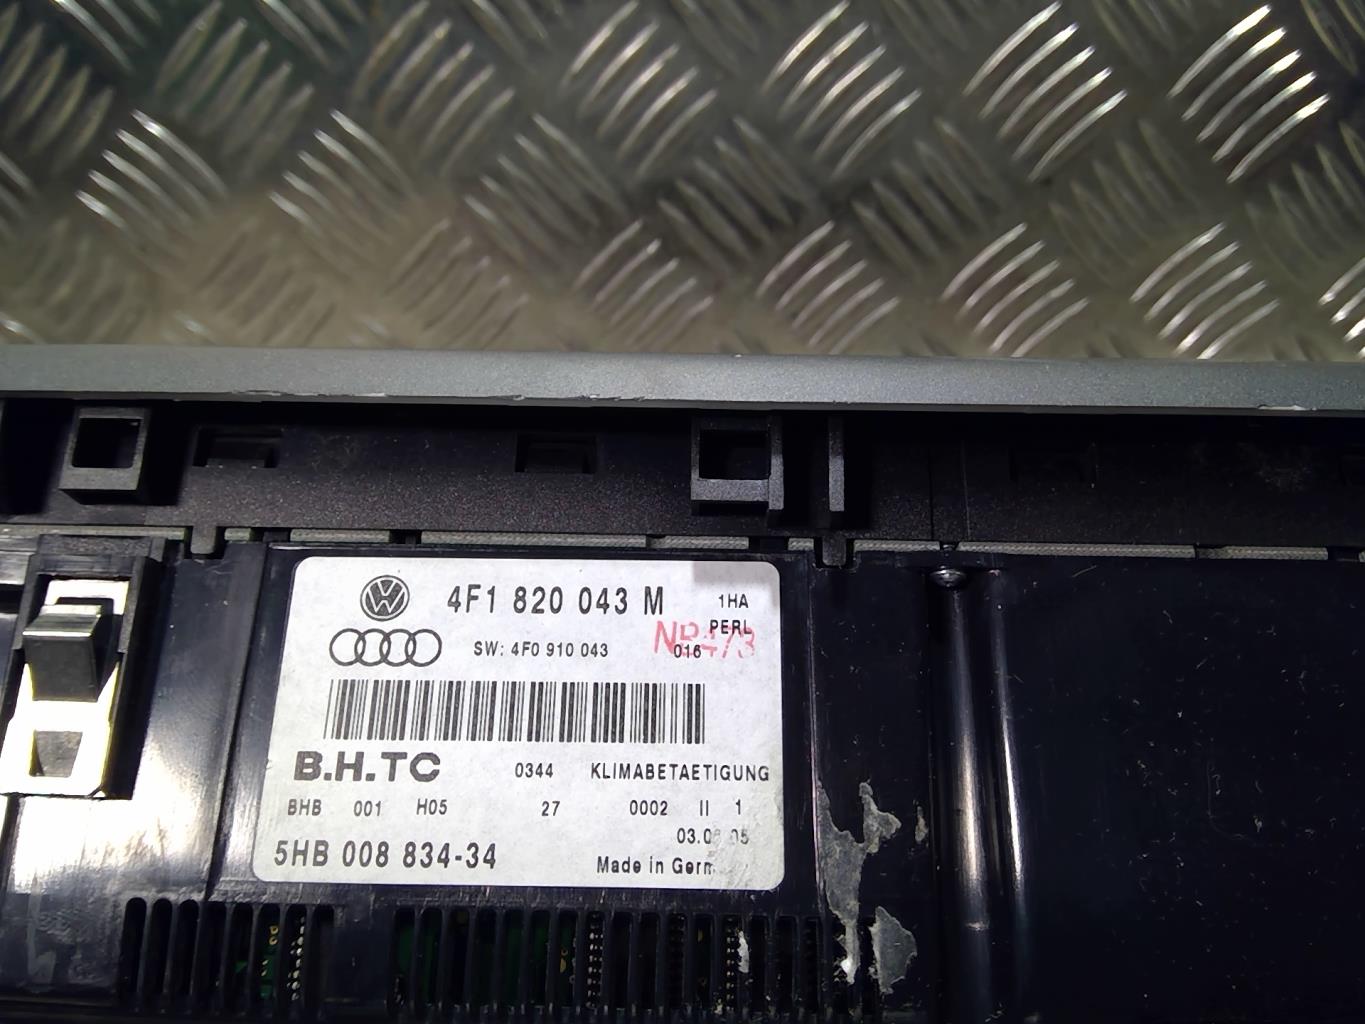 4F1 820 043 M 1HA
PERL
SW: 4F0 910 043 016
B.H.TC 0344 KLIMABETAETIGUNG
BHB 001 H05 27 0002 II 1
5HB 008 834-34 Made in